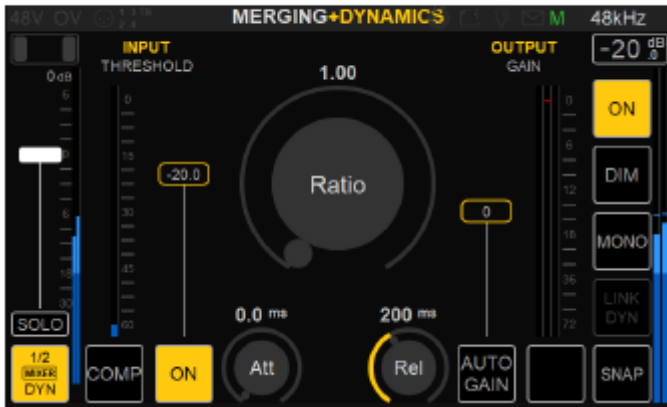 48V OV
MERGING+DYNAMICS
M
48kHz
INPUT
THRESHOLD
OUTPUT
GAIN
-20 dB .0
0dB
1.00
6
0
0
ON
6
15
-20.0
Ratio
DIM
12
30
0
6
18
MONO
45
36
18
LINK
DYN
30
60
0.0 ms
200 ms
72
SOLO
1/2
MIXER
DYN
COMP
ON
Att
Rel
AUTO
GAIN
SNAP